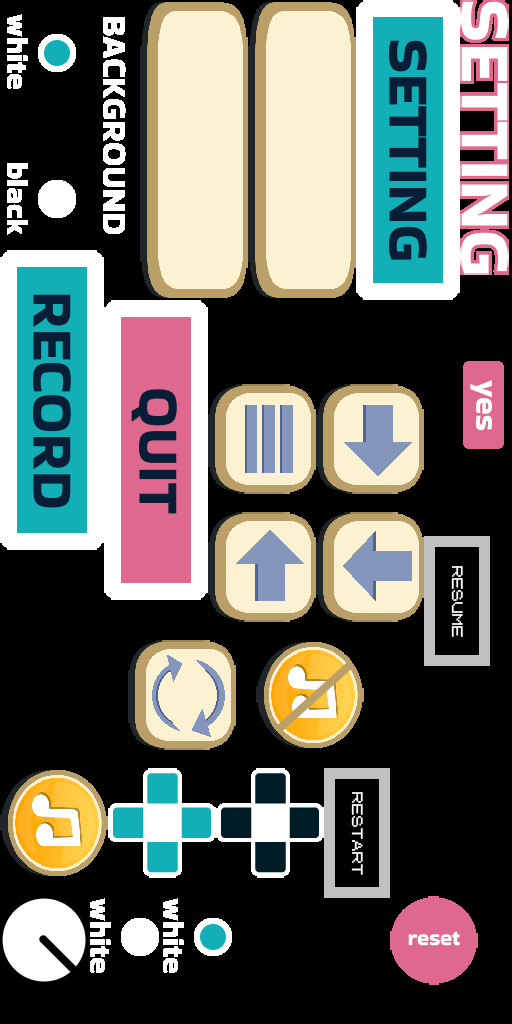 SETTING
SETTING
BACKGROUND
white
black
yes
QUIT
RECORD
RESUME
RESTART
white
white
reset